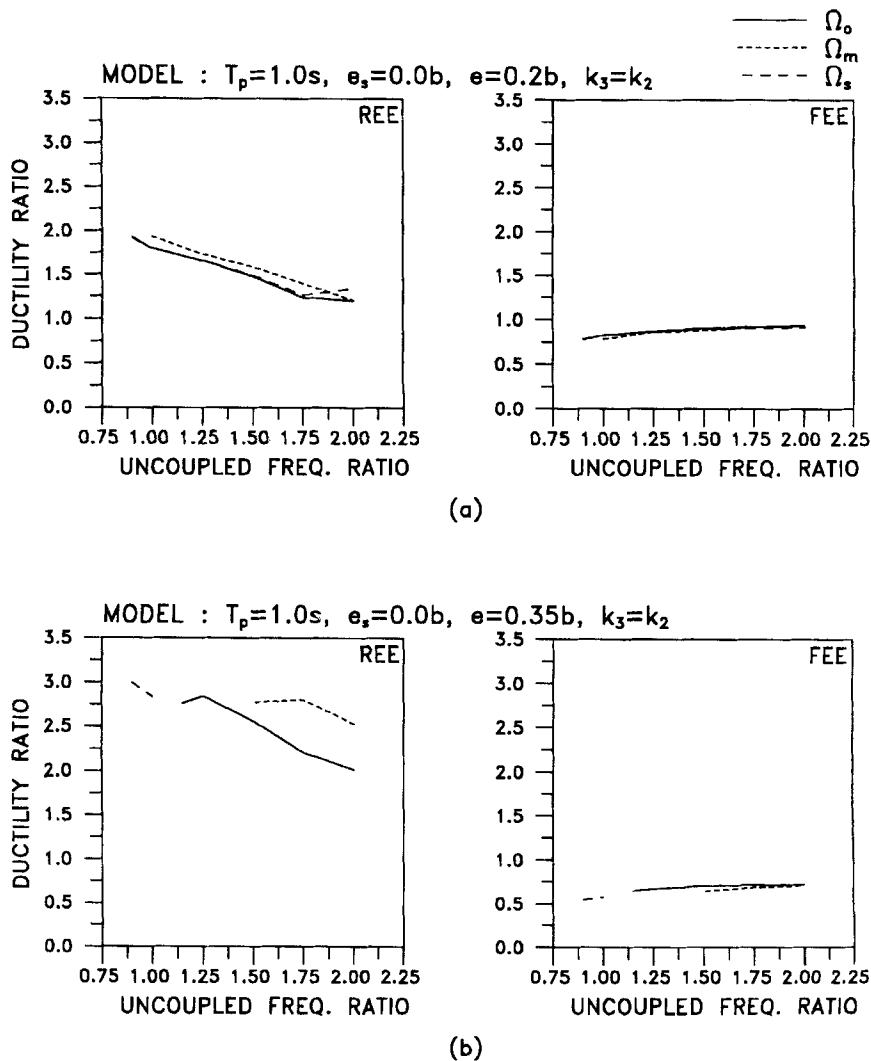 Ωo
Ωm
Ωs
MODEL : Tp=1.0s, es=0.0b, e=0.2b, k3=k2
REE
FEE
3.5
3.0
2.5
2.0
1.5
1.0
0.5
0.0
DUCTILITY RATIO
0.75 1.00 1.25 1.50 1.75 2.00 2.25
UNCOUPLED FREQ. RATIO
3.5
3.0
2.5
2.0
1.5
1.0
0.5
0.0
0.75 1.00 1.25 1.50 1.75 2.00 2.25
UNCOUPLED FREQ. RATIO
(a)
MODEL : Tp=1.0s, es=0.0b, e=0.35b, k3=k2
REE
FEE
3.5
3.0
2.5
2.0
1.5
1.0
0.5
0.0
DUCTILITY RATIO
0.75 1.00 1.25 1.50 1.75 2.00 2.25
UNCOUPLED FREQ. RATIO
3.5
3.0
2.5
2.0
1.5
1.0
0.5
0.0
0.75 1.00 1.25 1.50 1.75 2.00 2.25
UNCOUPLED FREQ. RATIO
(b)